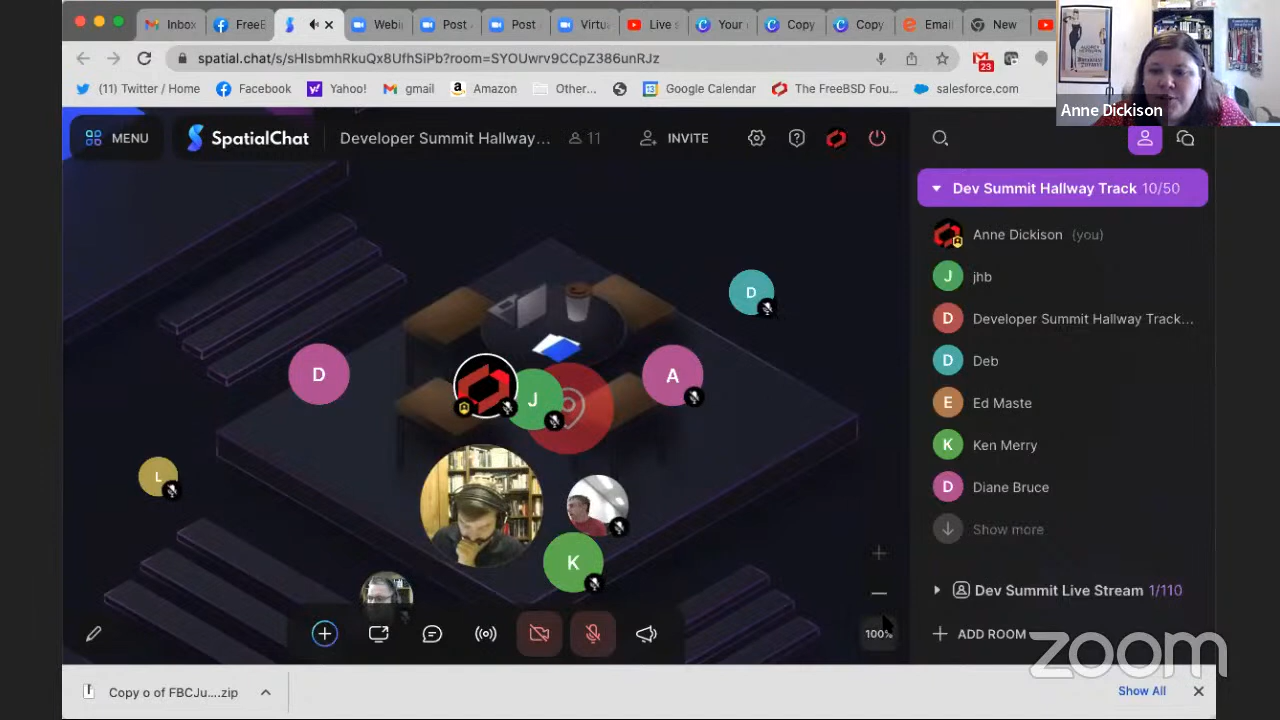 Inbox
FreeB
Webi
Post
Post
Virtu
Live s
Your
Copy
Copy
Email
New
spatial.chat/s/sHIsbmhRkuQx8UfhSiPb?room=SYOUwrv9CCpZ386unRJz
23
(11) Twitter / Home
Facebook
Yahoo!
gmail
Amazon
Other...
Google Calendar
The FreeBSD Fou...
salesforce.com
Anne Dickison
MENU
SpatialChat
Developer Summit Hallway...
11
INVITE
Dev Summit Hallway Track 10/50
Anne Dickison (you)
J jhb
D Developer Summit Hallway Track...
D Deb
E Ed Maste
K Ken Merry
D Diane Bruce
Show more
Dev Summit Live Stream 1/110
ADD ROOM
D
D
J
A
L
K
100%
zoom
Copy o of FBCJu....zip
Show All